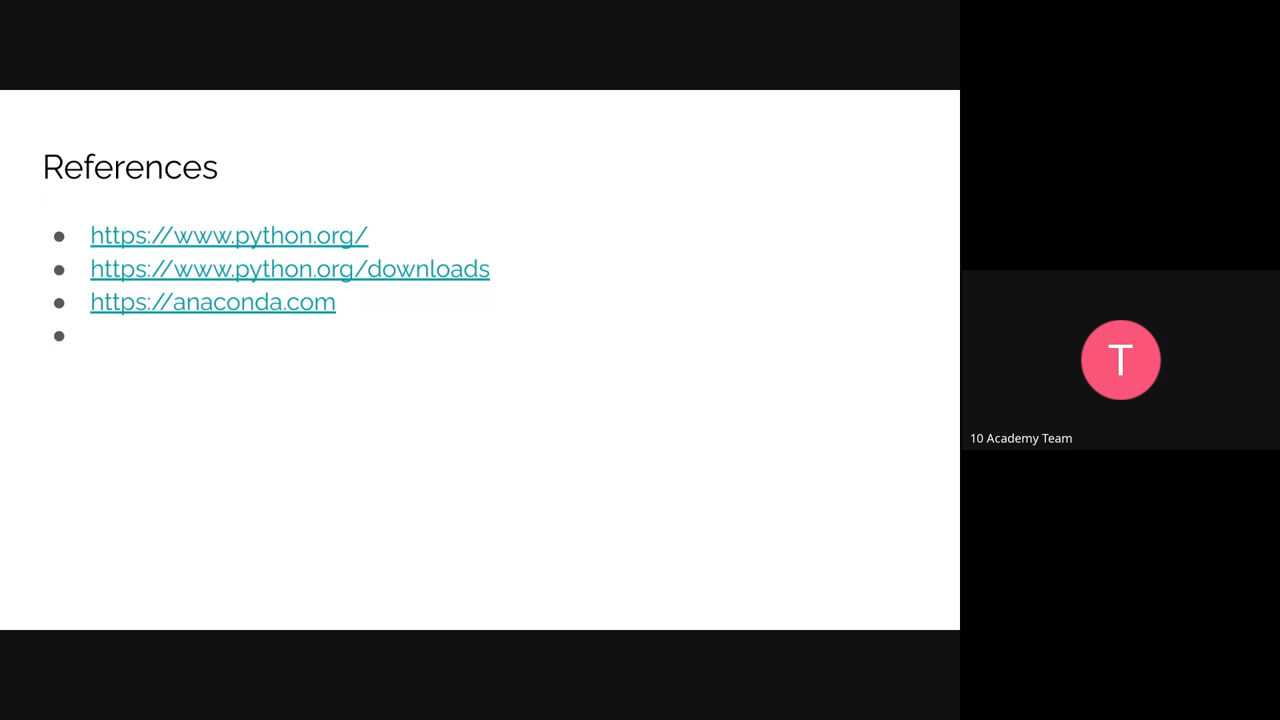 References
● https://www.python.org/
● https://www.python.org/downloads
● https://anaconda.com
●
T
10 Academy Team